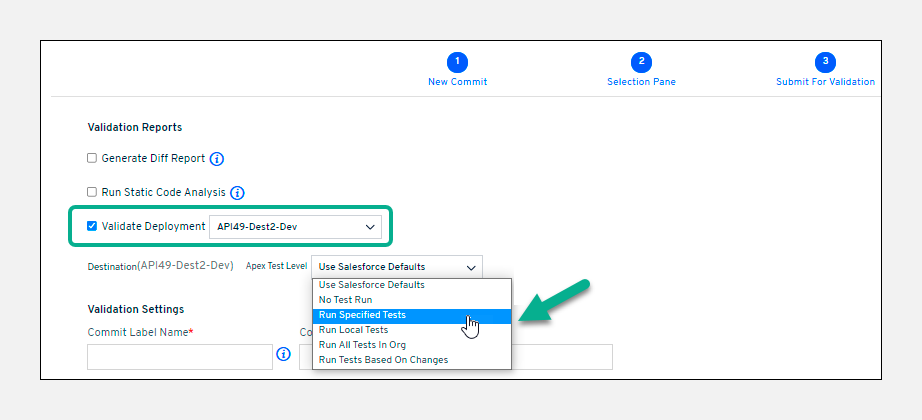 1
New Commit
2
Selection Pane
3
Submit For Validation
Validation Reports
Generate Diff Report
Run Static Code Analysis
Validate Deployment API49-Dest2-Dev
Destination(API49-Dest2-Dev) Apex Test Level Use Salesforce Defaults
Use Salesforce Defaults
No Test Run
Run Specified Tests
Run Local Tests
Run All Tests In Org
Run Tests Based On Changes
Validation Settings
Commit Label Name*